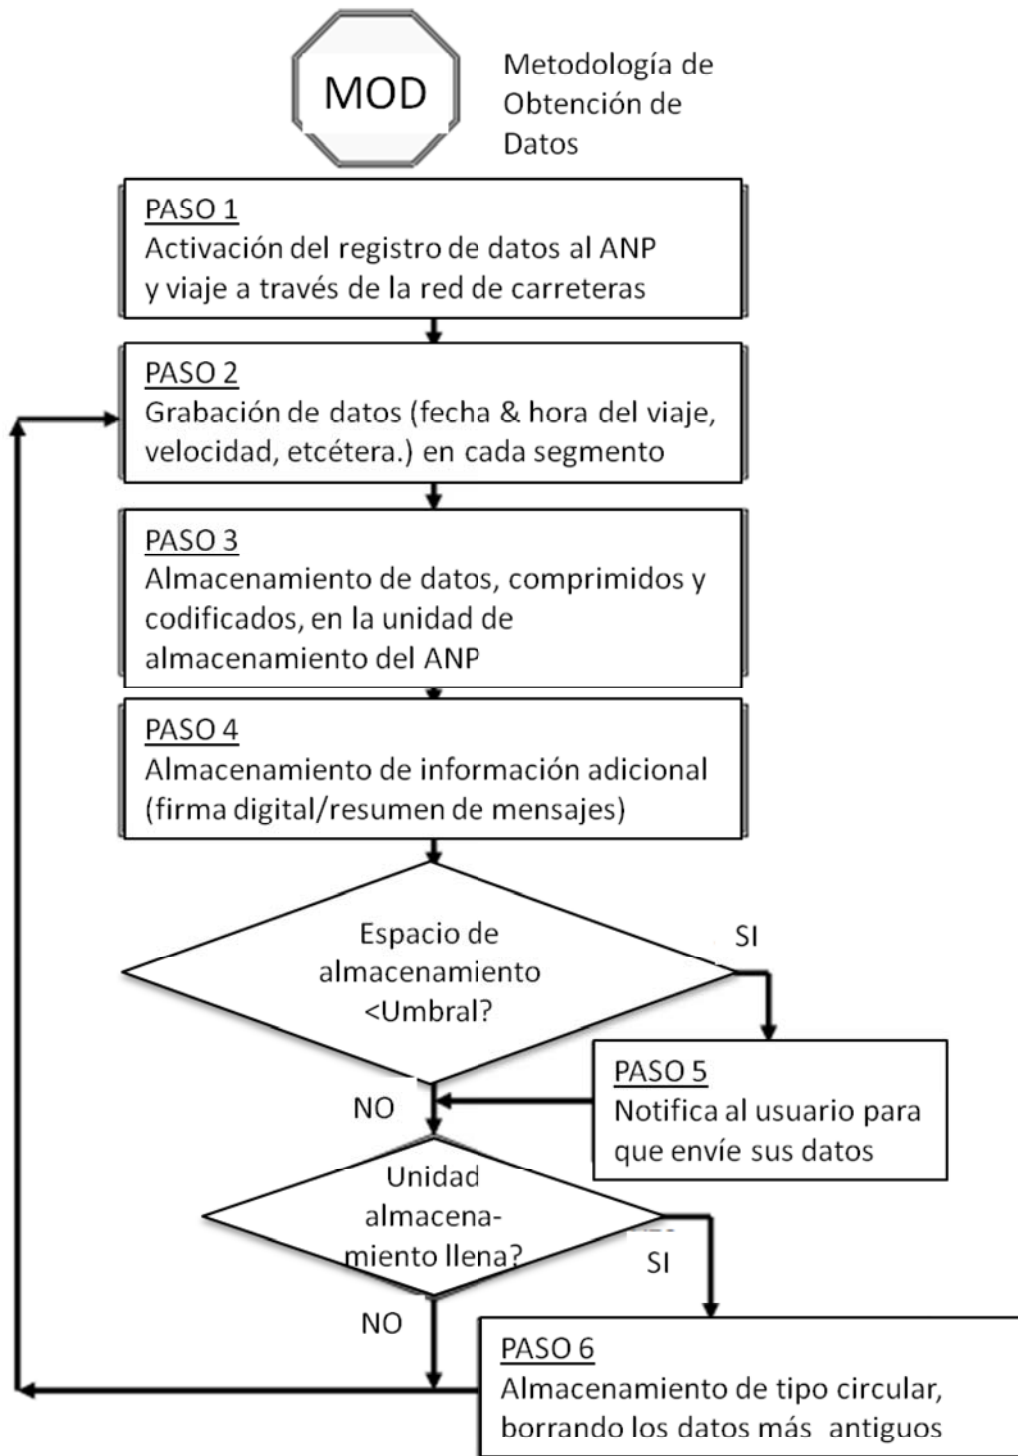 MOD
Metodología de
Obtención de
Datos
PASO 1
Activación del registro de datos al ANP
y viaje a través de la red de carreteras
PASO 2
Grabación de datos (fecha & hora del viaje,
velocidad, etcétera.) en cada segmento
PASO 3
Almacenamiento de datos, comprimidos y
codificados, en la unidad de
almacenamiento del ANP
PASO 4
Almacenamiento de información adicional
(firma digital/resumen de mensajes)
Espacio de
almacenamiento
<Umbral?
SI
PASO 5
Notifica al usuario para
que envíe sus datos
NO
Unidad
almacena-
miento llena?
SI
NO
PASO 6
Almacenamiento de tipo circular,
borrando los datos más antiguos